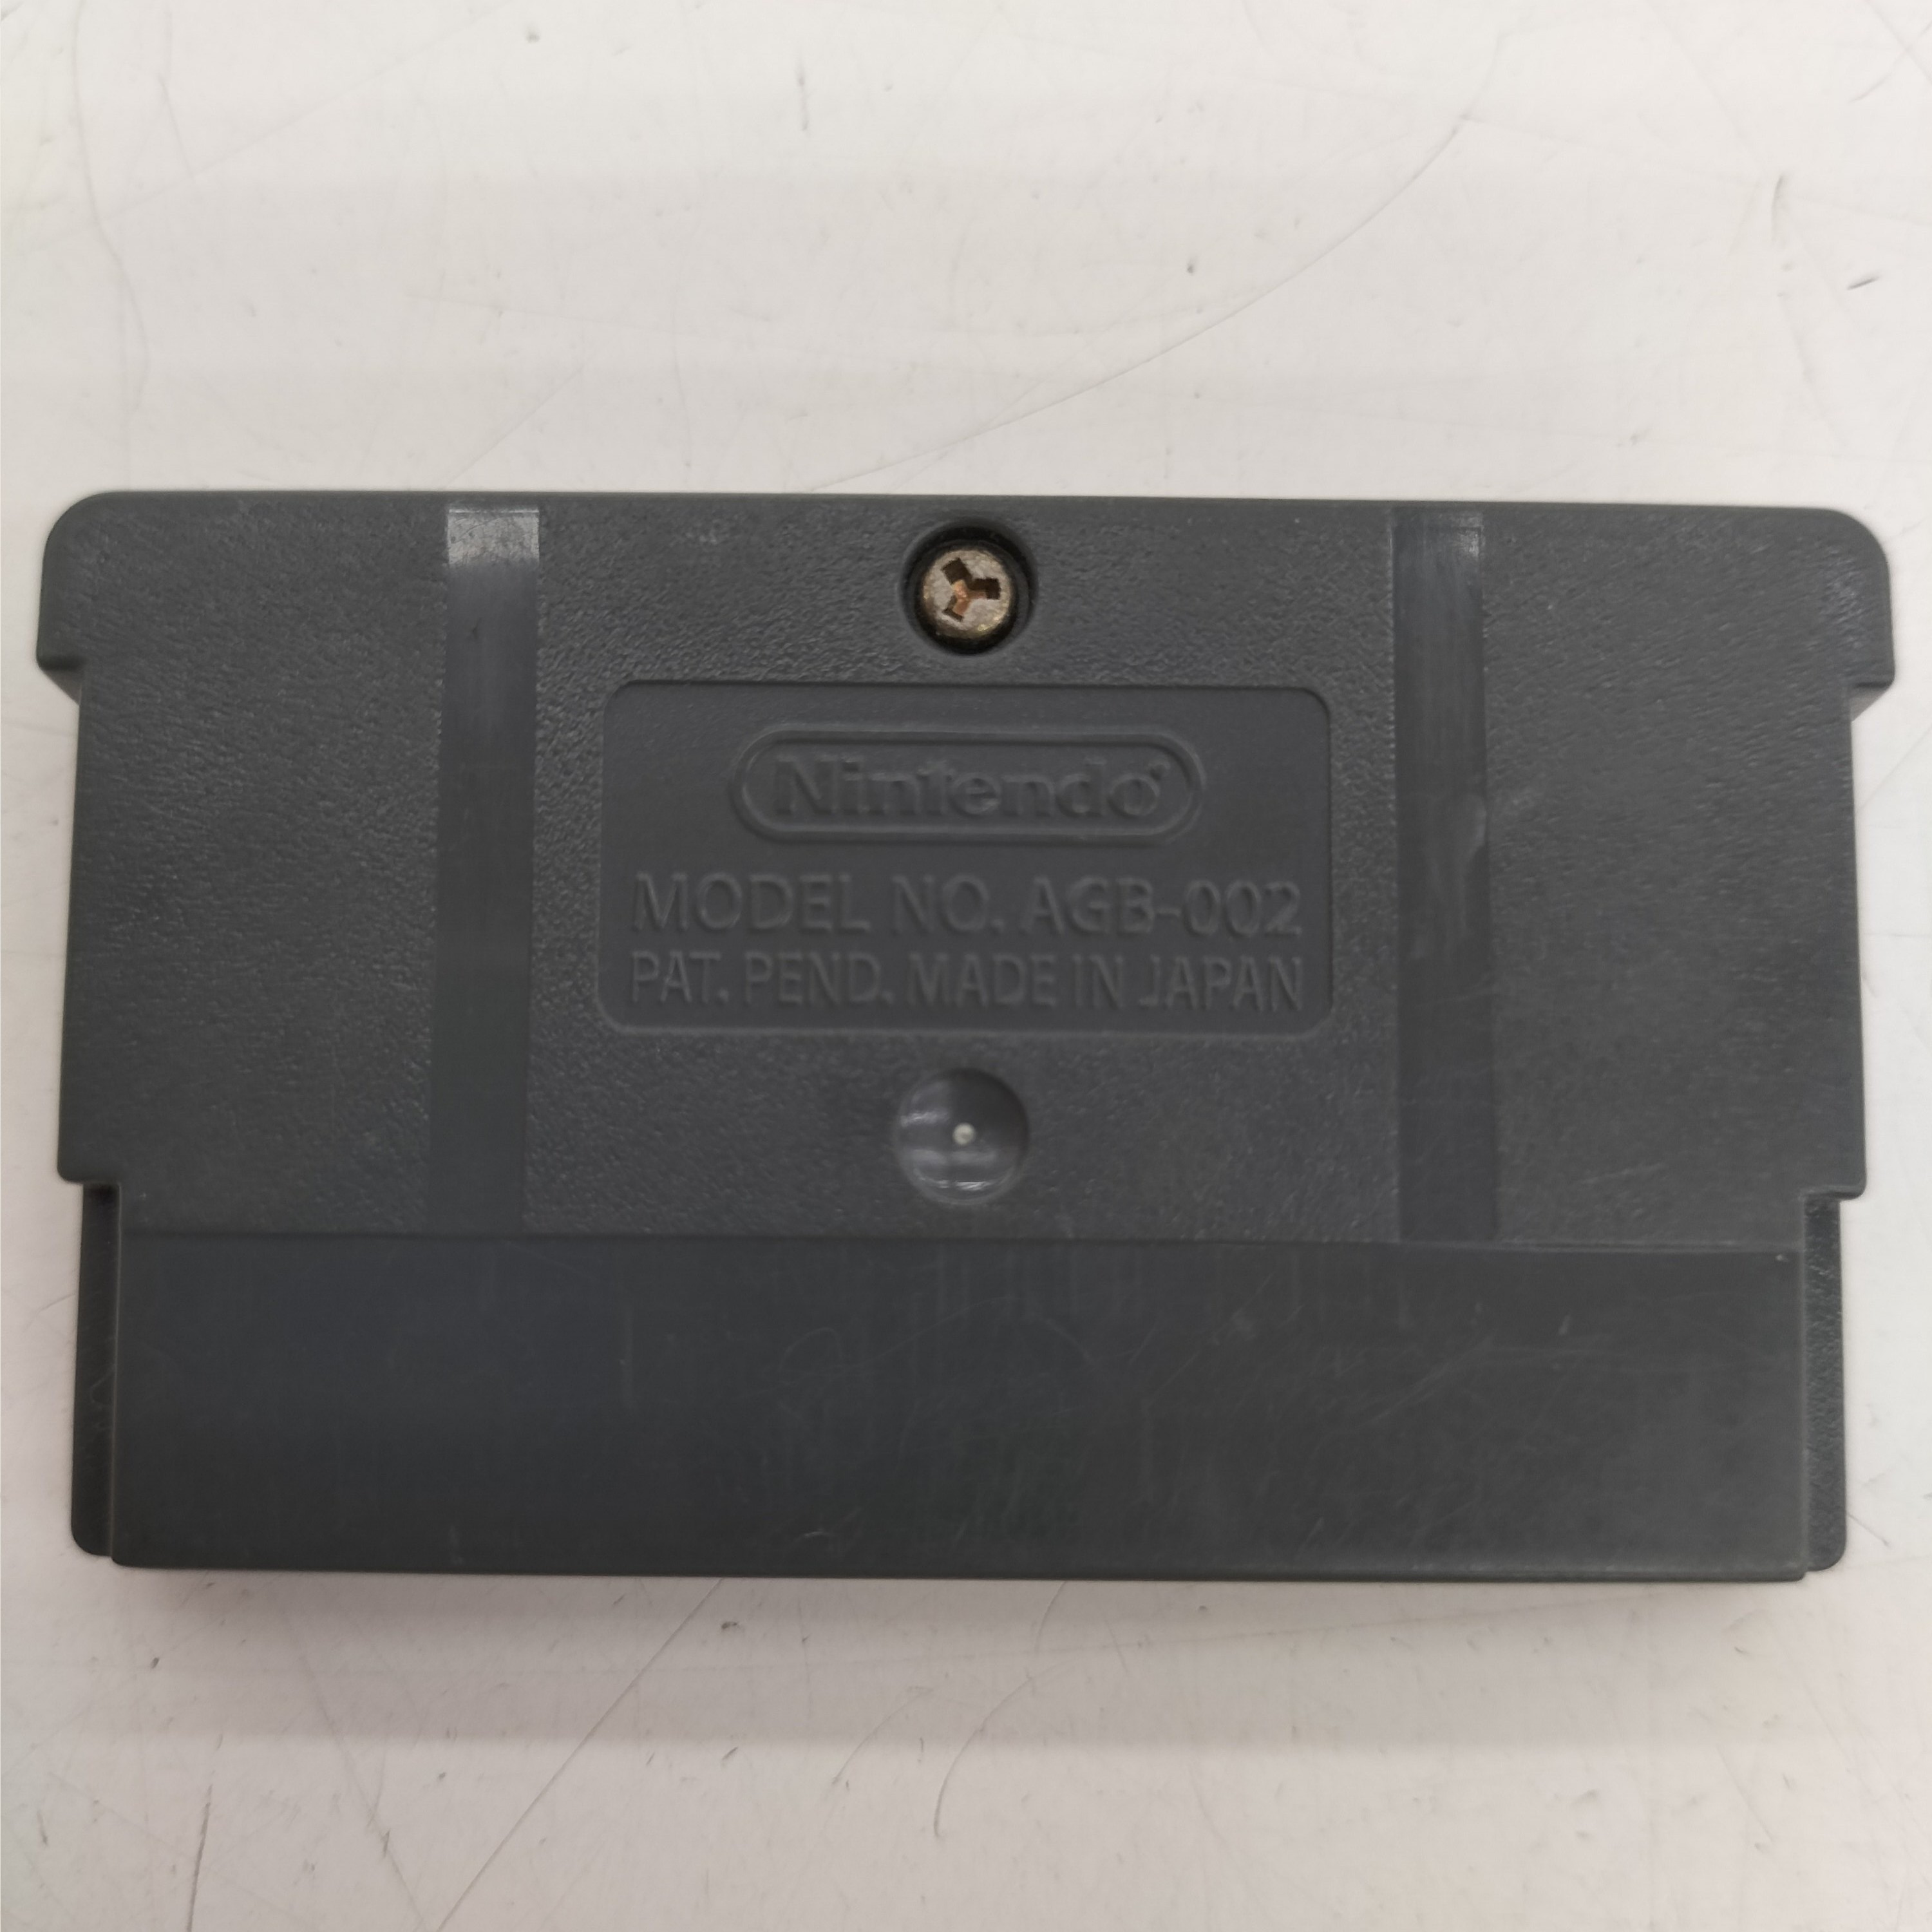 Nintendo
MODEL NO. AGB-002
PAT. PEND. MADE IN JAPAN